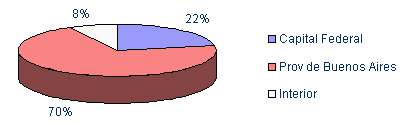 8%
22%
Capital Federal
Prov de Buenos Aires
Interior
70%